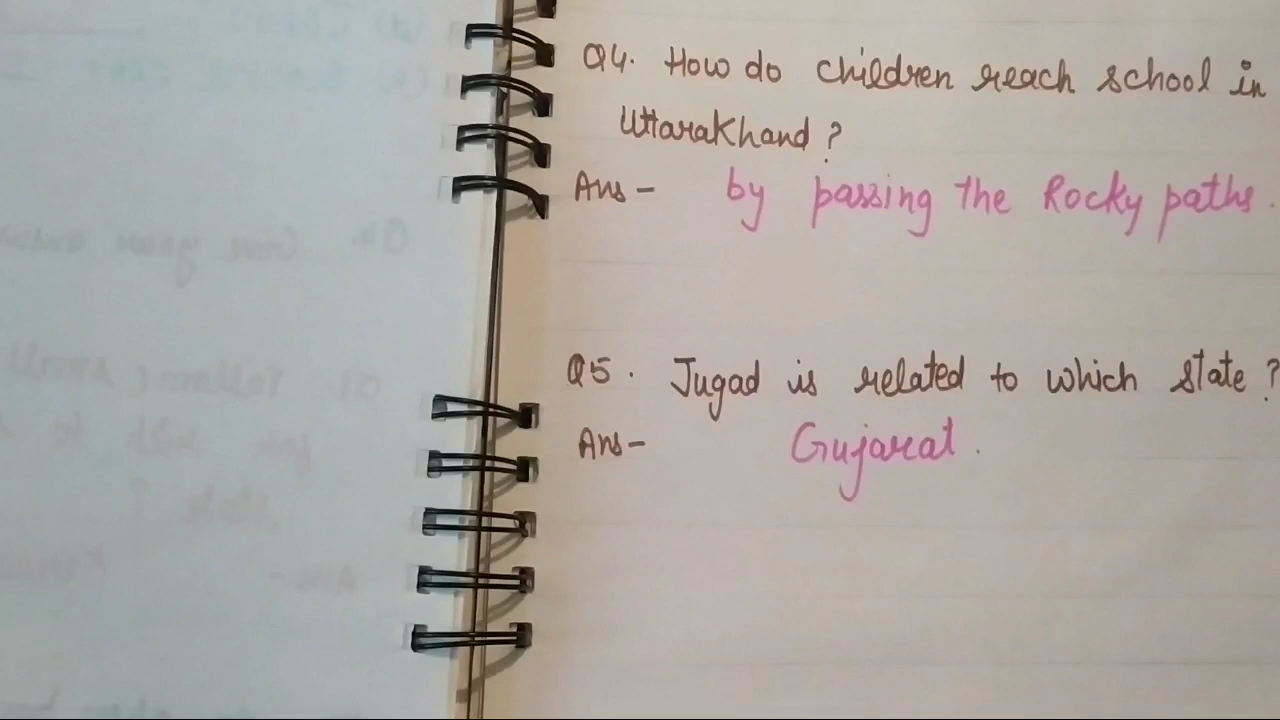 Q4. How do children reach school in
Uttarakhand?
Ans- by passing the Rocky paths.
Q5. Jugad is related to which state?
Ans- Gujarat.